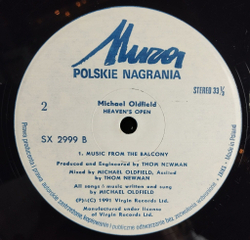 Muza
POLSKIE NAGRANIA
2
Michael Oldfield
HEAVEN'S OPEN
STEREO 33⅓
SX 2999 B
1. MUSIC FROM THE BALCONY
Produced and Engineered by THOM NEWMAN
Mixed by MICHAEL OLDFIELD, Assisted
by THOM NEWMAN
All songs / music written and sung
by MICHAEL OLDFIELD
(P)(C) 1991 Virgin Records Ltd.
Manufactured under licence
of Virgin Records Ltd.